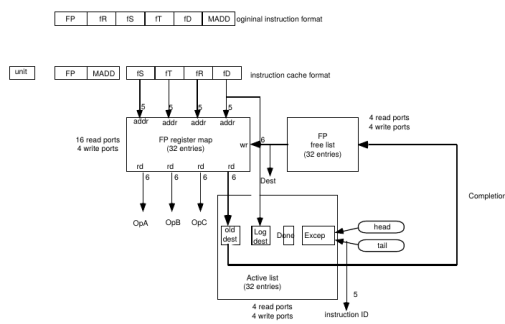 FP fR fS fT fD MADD ogininal instruction format
unit FP MADD fS fT fR fD instruction cache format
5 5 5 5
addr addr addr addr
4 read ports
4 write ports
16 read ports
4 write ports
FP register map
(32 entries)
wr
6
FP
free list
(32 entries)
rd rd rd rd
6 6 6 6
Dest
Completion
OpA OpB OpC
old
dest
Log
dest
Done
Excep
head
tail
Active list
(32 entries)
5
4 read ports
4 write ports
instruction ID